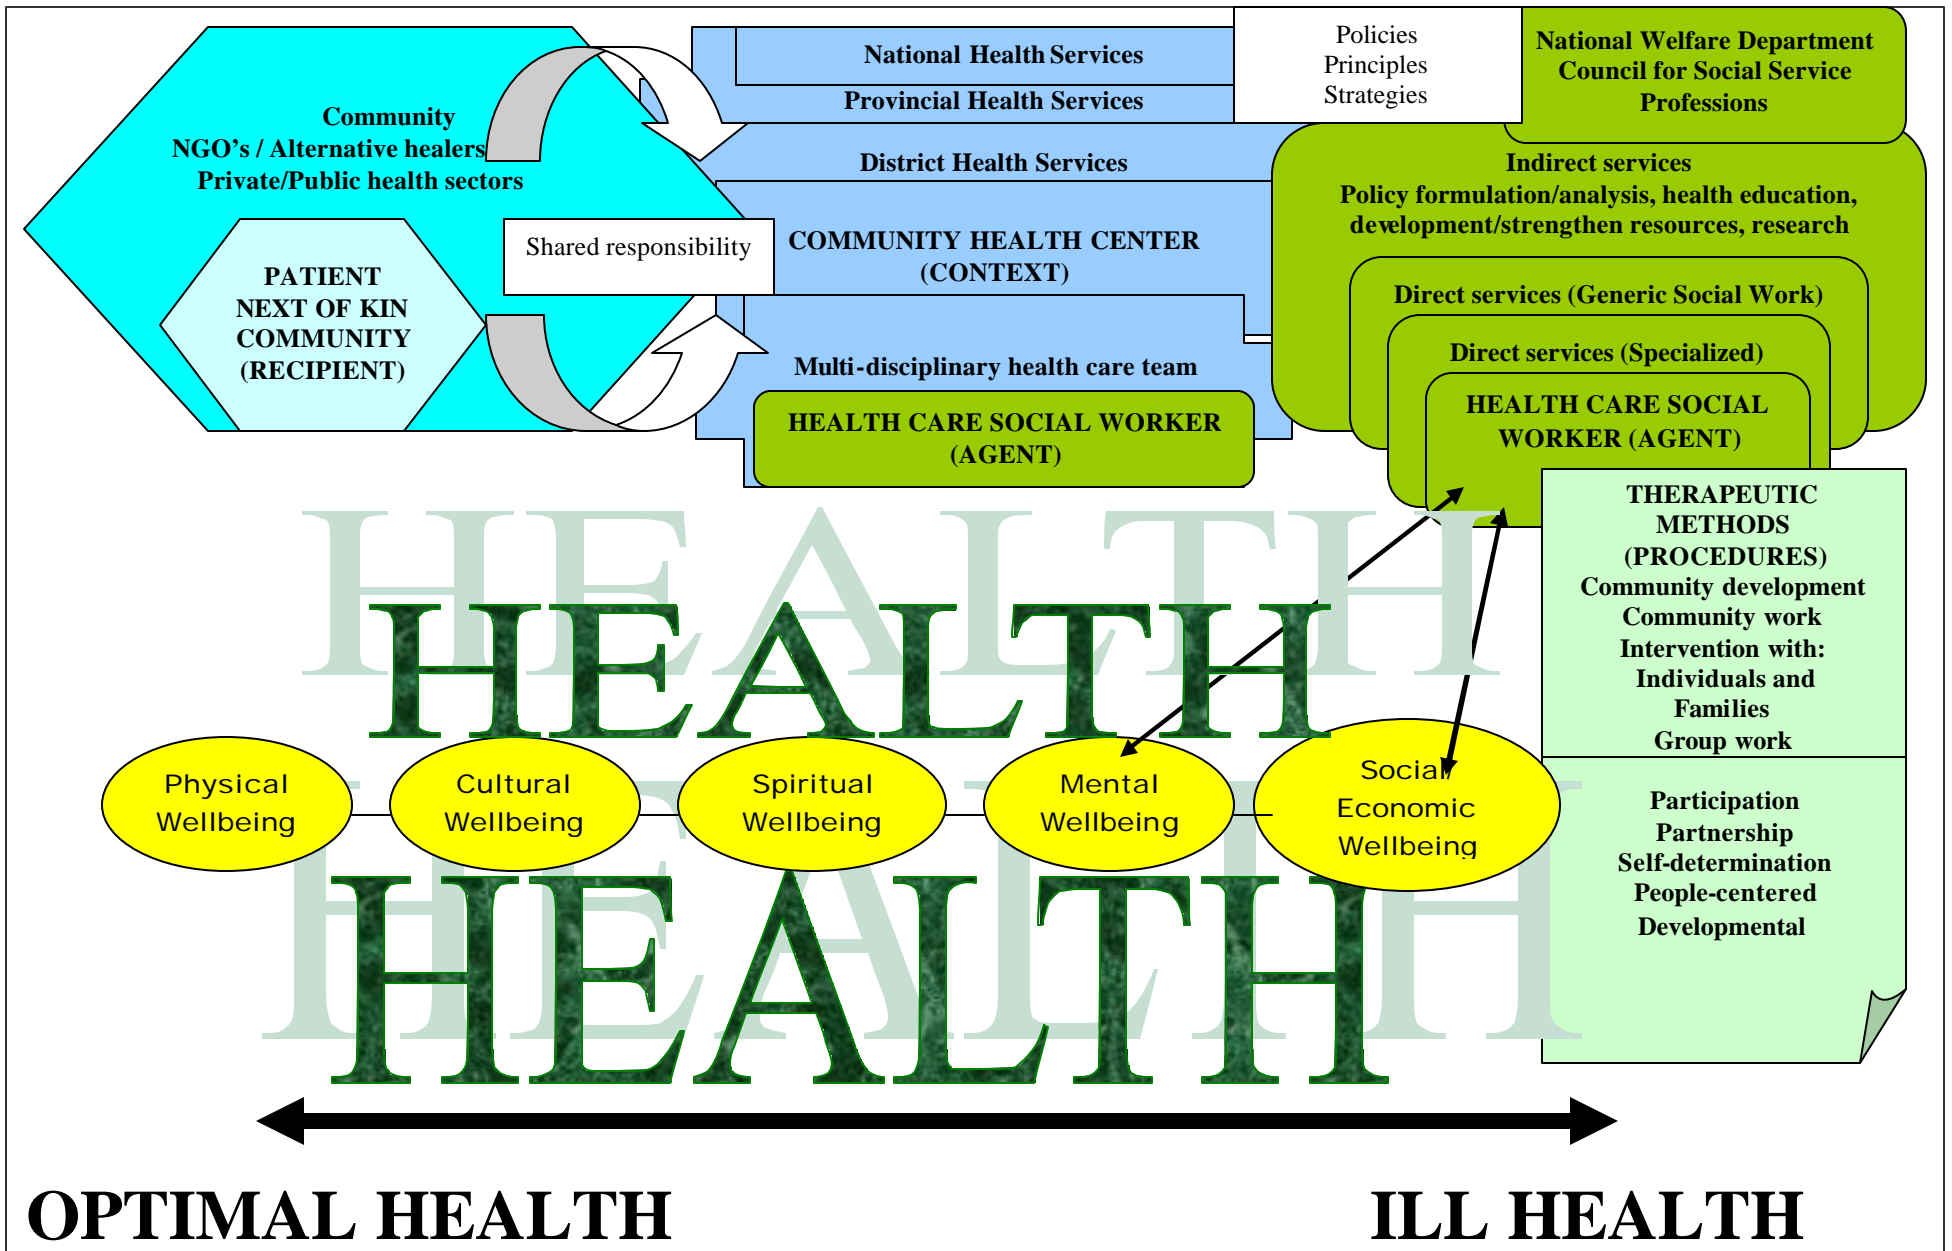 Community
NGO's / Alternative healers
Private/Public health sectors
PATIENT
NEXT OF KIN
COMMUNITY
(RECIPIENT)
Shared responsibility
National Health Services
Provincial Health Services
District Health Services
COMMUNITY HEALTH CENTER
(CONTEXT)
Multi-disciplinary health care team
HEALTH CARE SOCIAL WORKER
(AGENT)
Policies
Principles
Strategies
National Welfare Department
Council for Social Service
Professions
Indirect services
Policy formulation/analysis, health education,
development/strengthen resources, research
Direct services (Generic Social Work)
Direct services (Specialized)
HEALTH CARE SOCIAL
WORKER (AGENT)
THERAPEUTIC
METHODS
(PROCEDURES)
Community development
Community work
Intervention with:
Individuals and
Families
Group work
Participation
Partnership
Self-determination
People-centered
Developmental
HEALTH
HEALTH
Physical
Wellbeing
Cultural
Wellbeing
Spiritual
Wellbeing
Mental
Wellbeing
Social/
Economic
Wellbeing
HEALTH
HEALTH
OPTIMAL HEALTH
ILL HEALTH